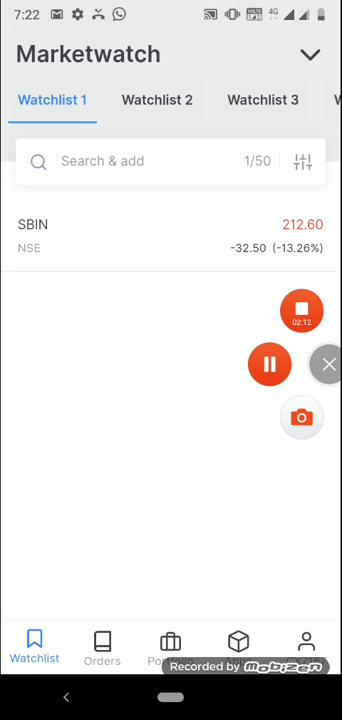 7:22
4G
Marketwatch
Watchlist 1 Watchlist 2 Watchlist 3 W
Search & add 1/50
SBIN 212.60
NSE -32.50 (-13.26%)
02:12
Watchlist Orders
Recorded by mobizen